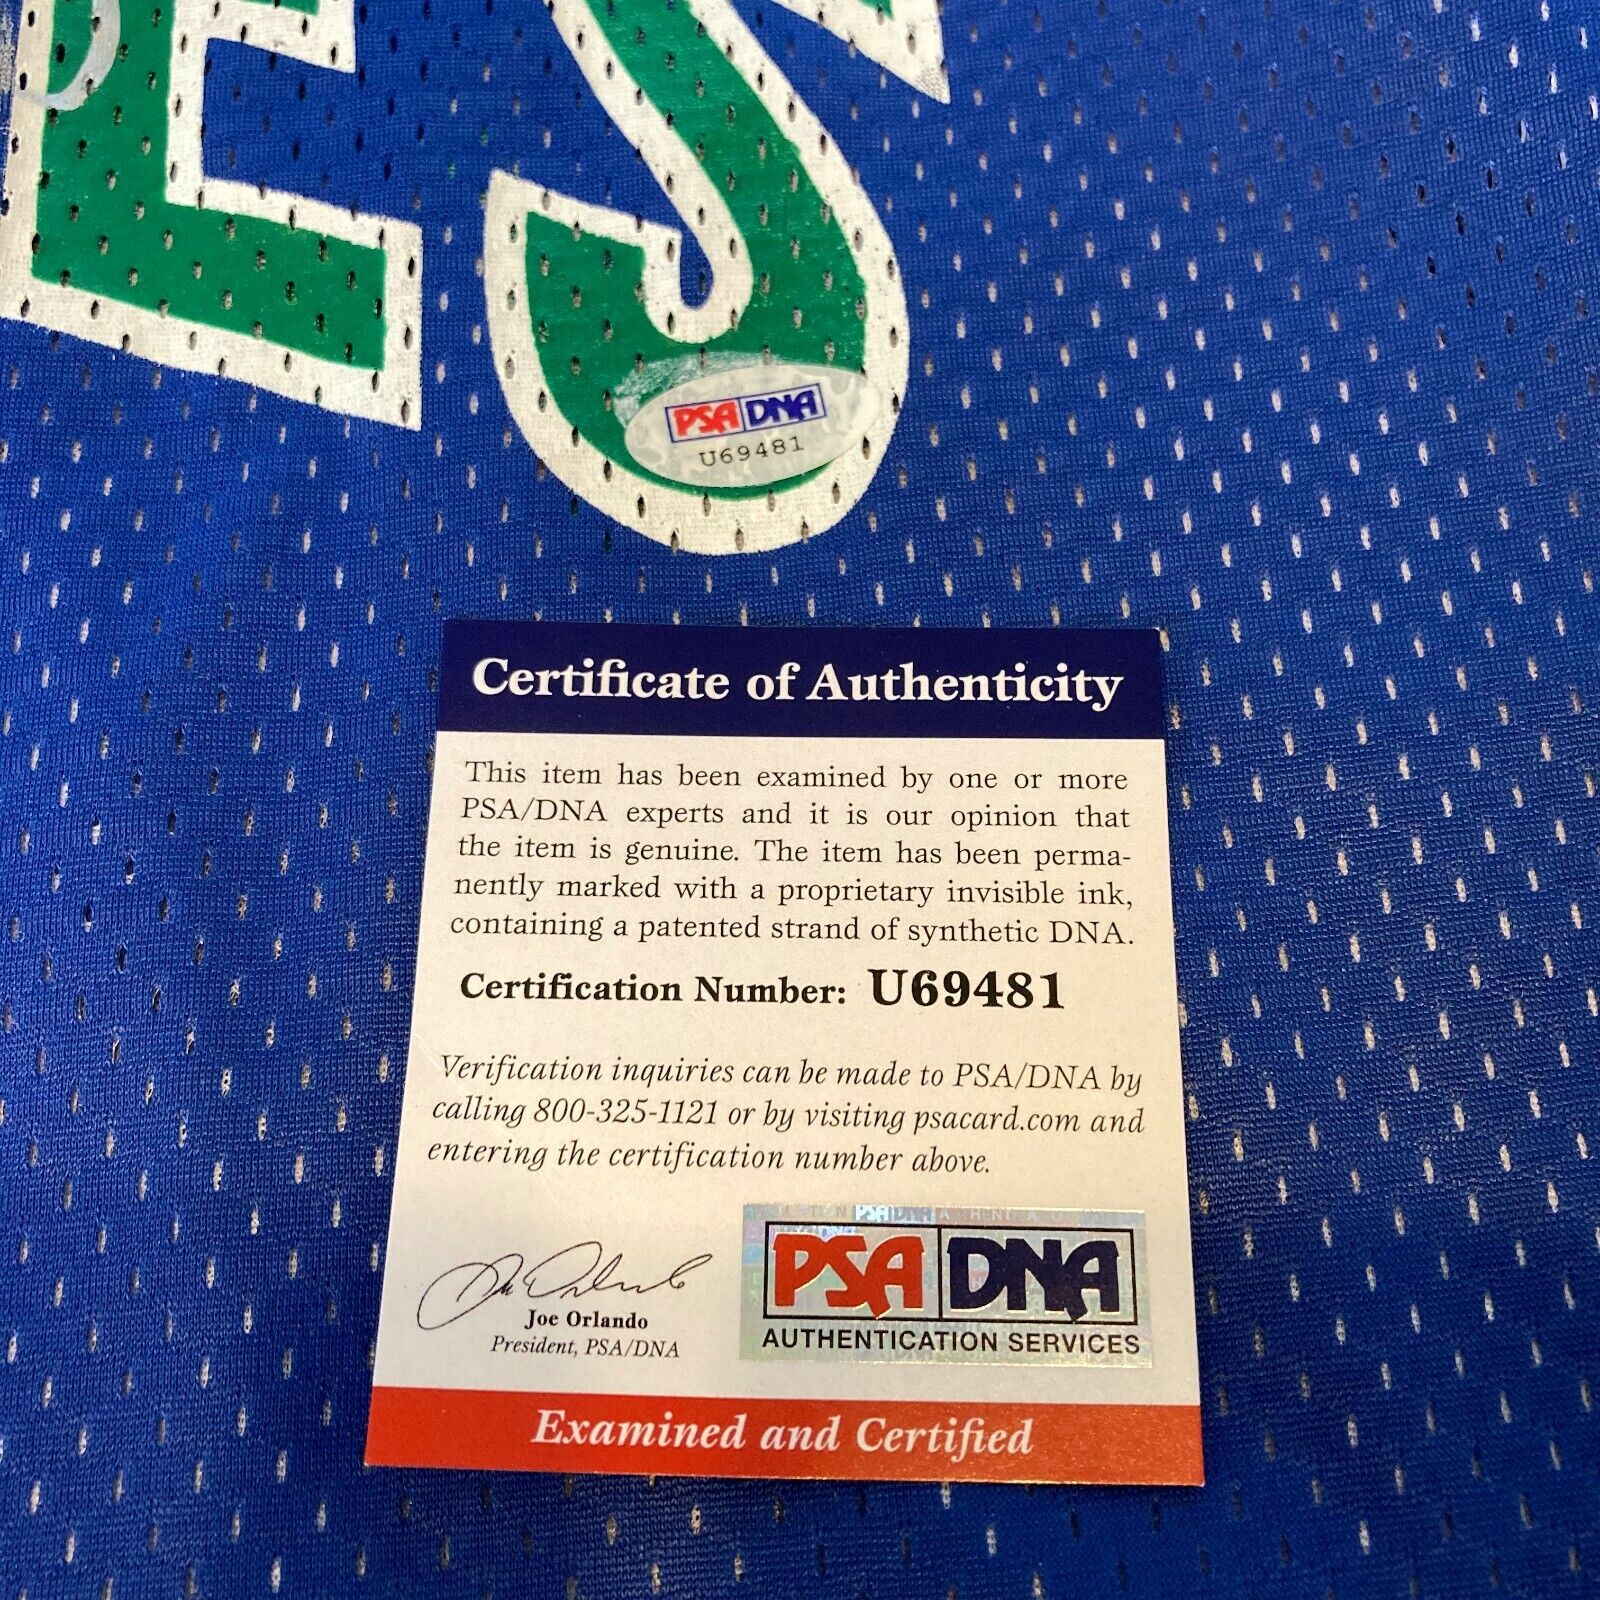 ES
PSA DNA
U69481
Certificate of Authenticity
This item has been examined by one or more
PSA/DNA experts and it is our opinion that
the item is genuine. The item has been perma-
nently marked with a proprietary invisible ink,
containing a patented strand of synthetic DNA.
Certification Number: U69481
Verification inquiries can be made to PSA/DNA by
calling 800-325-1121 or by visiting psacard.com and
entering the certification number above.
Joe Orlando
President, PSA/DNA
PSA DNA
AUTHENTICATION SERVICES
Examined and Certified